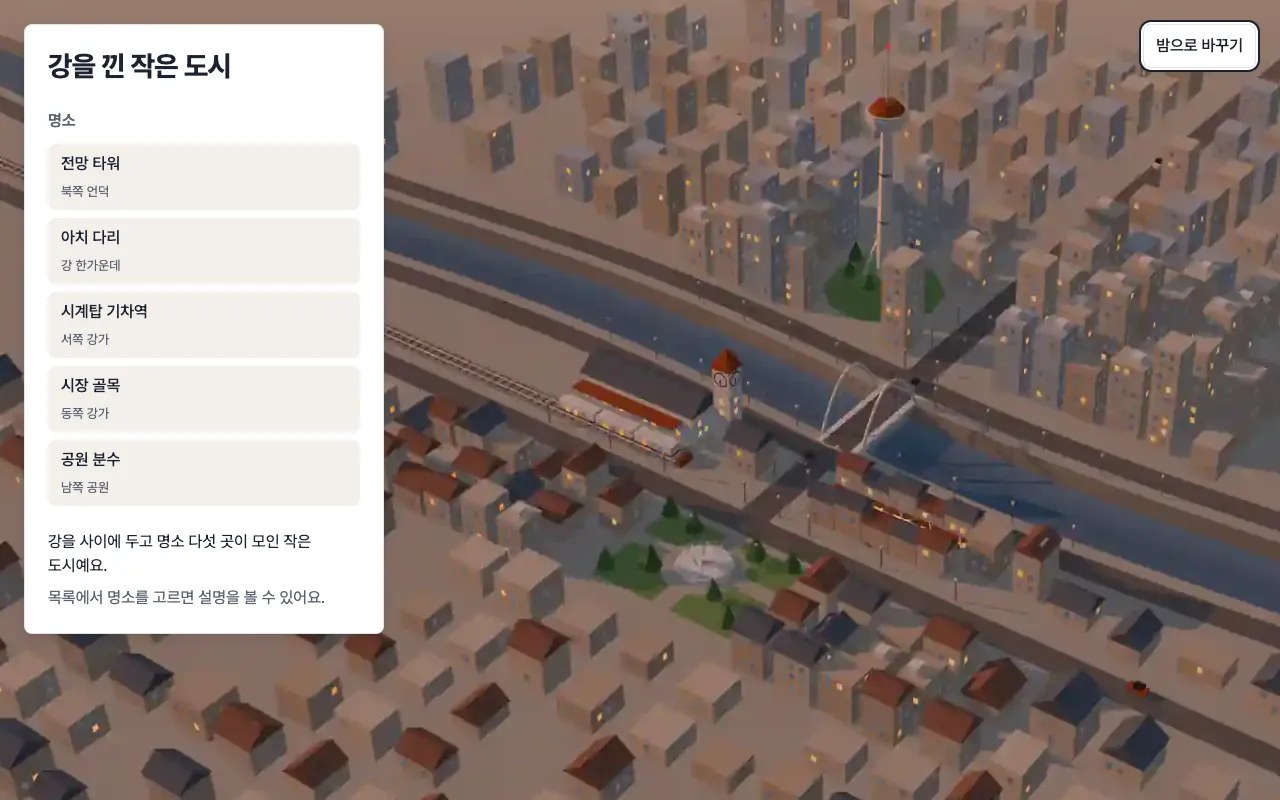 강을 낀 작은 도시
밤으로 바꾸기
명소
전망 타워
북쪽 언덕
아치 다리
강 한가운데
시계탑 기차역
서쪽 강가
시장 골목
동쪽 강가
공원 분수
남쪽 공원
강을 사이에 두고 명소 다섯 곳이 모인 작은
도시예요.
목록에서 명소를 고르면 설명을 볼 수 있어요.